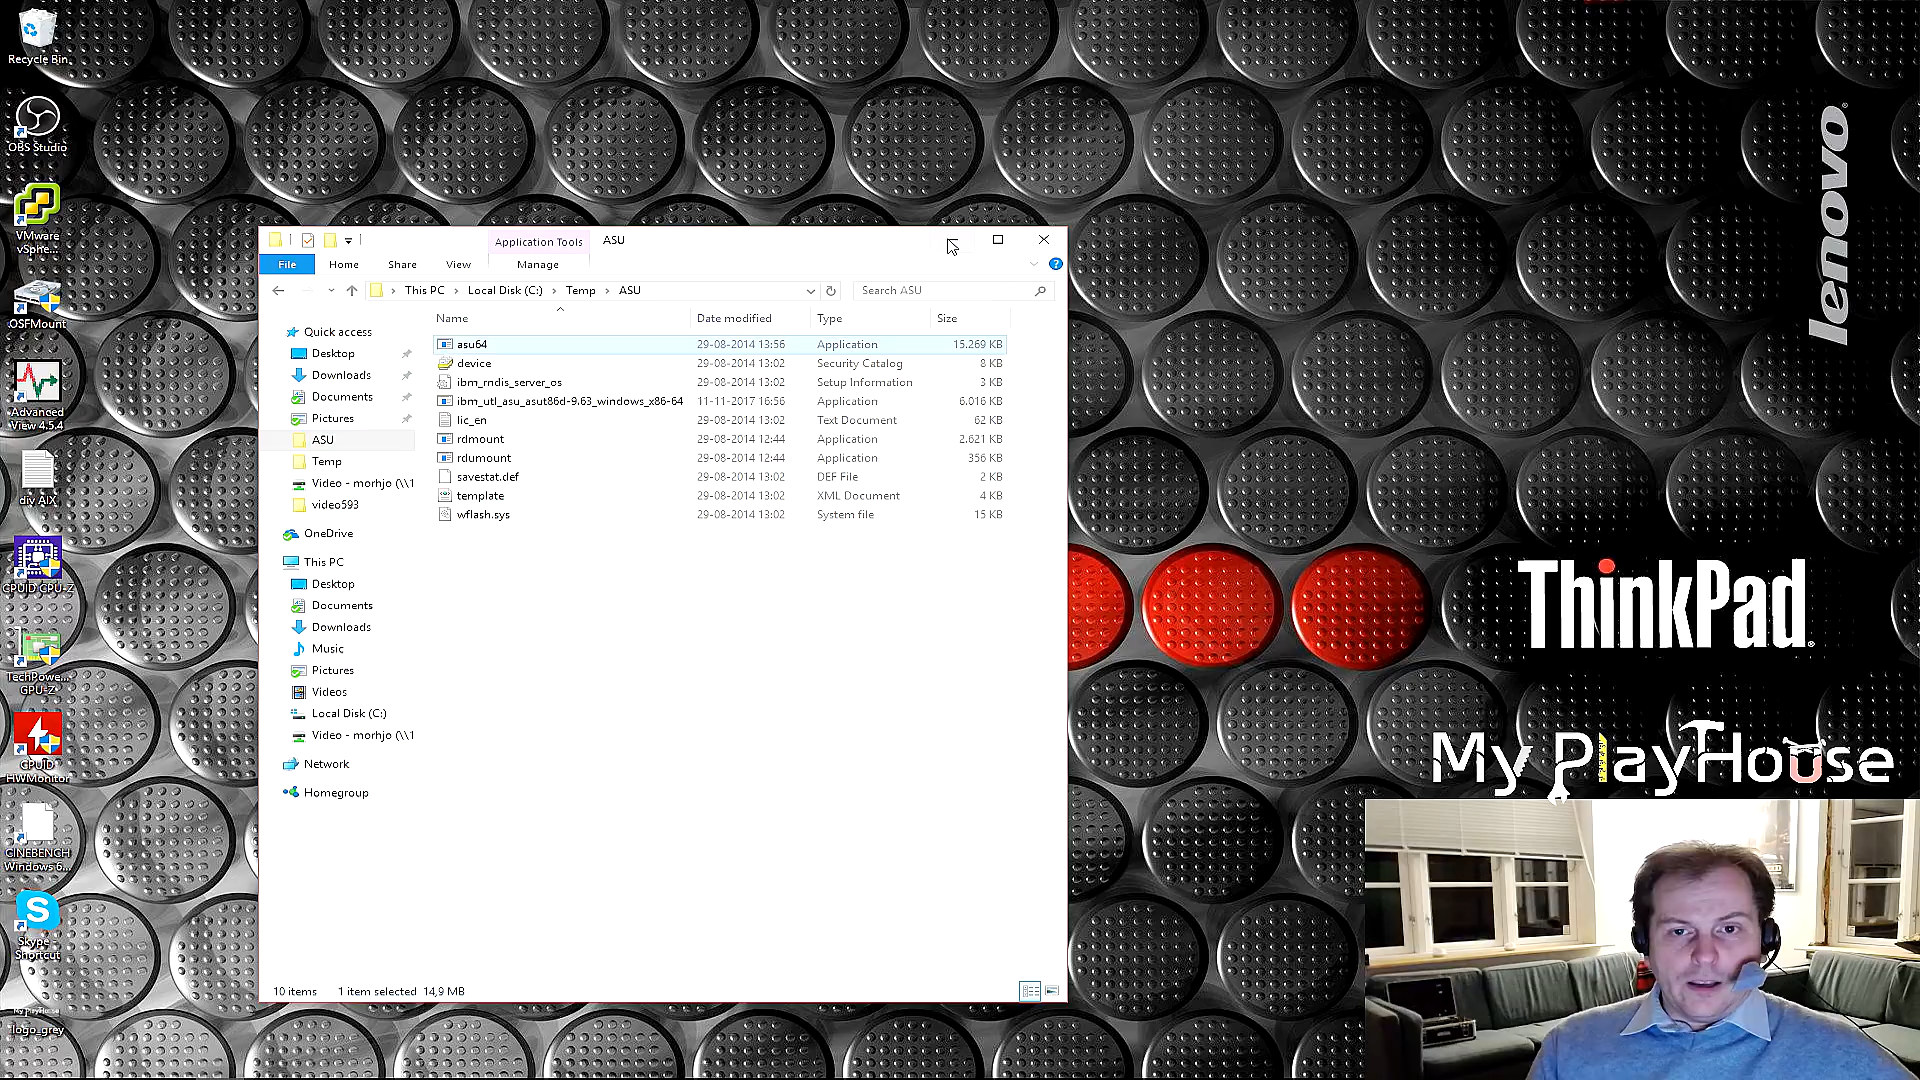 Recycle Bin
OBS Studio
VMware
vSphe...
OSFMount
Advanced
View 4.5.4
div AIX
CPUID CPU-Z
TechPowe...
GPU-Z
CPUID
HWMonitor
CINEBENCH
Windows 6...
Skype -
Shortcut
My PlayHouse
logo_grey
Application Tools
ASU
File
Home
Share
View
Manage
This PC
Local Disk (C:)
Temp
ASU
Search ASU
Name
Date modified
Type
Size
asu64 29-08-2014 13:56 Application 15.269 KB
device 29-08-2014 13:02 Security Catalog 8 KB
ibm_rndis_server_os 29-08-2014 13:02 Setup Information 3 KB
ibm_utl_asu_asut86d-9.63_windows_x86-64 11-11-2017 16:56 Application 6.016 KB
lic_en 29-08-2014 13:02 Text Document 62 KB
rdmount 29-08-2014 12:44 Application 2.621 KB
rdumount 29-08-2014 12:44 Application 356 KB
savestat.def 29-08-2014 13:02 DEF File 2 KB
template 29-08-2014 13:02 XML Document 4 KB
wflash.sys 29-08-2014 13:02 System file 15 KB
Quick access
Desktop
Downloads
Documents
Pictures
ASU
Temp
Video - morhjo (\\1
video593
OneDrive
This PC
Desktop
Documents
Downloads
Music
Pictures
Videos
Local Disk (C:)
Video - morhjo (\\1
Network
Homegroup
10 items
1 item selected 14,9 MB
lenovo
ThinkPad
My PlayHouse